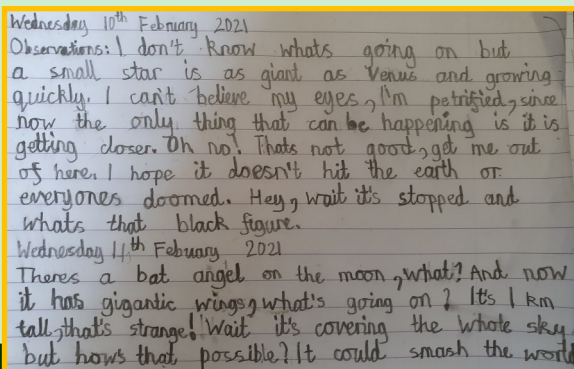 Wednesday 10th February 2021
Observations: I don't know whats going on but
a small star is as giant as Venus and growing
quickly. I can't believe my eyes, I'm petrified, since
now the only thing that can be happening is it is
getting closer. Oh no! Thats not good, get me out
of here. I hope it doesn't hit the earth or
everyones doomed. Hey, wait it's stopped and
whats that black figure.
Wednesday 11th Febuary 2021
Theres a bat angel on the moon, what? And now
it has gigantic wings, what's going on? It's 1 km
tall, that's strange! Wait it's covering the whole sky
but hows that possible? It could smash the world